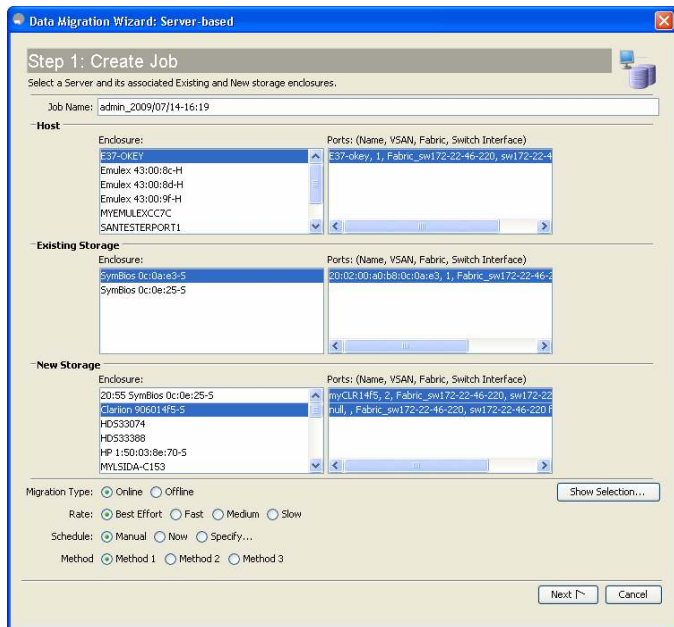 Data Migration Wizard: Server-based
Step 1: Create Job
Select a Server and its associated Existing and New storage enclosures.
Job Name: admin_2009/07/14-16:19
Host
Enclosure:
Ports: (Name, VSAN, Fabric, Switch Interface)
E37-OKEY
Emulex 43:00:8c-H
Emulex 43:00:8d-H
Emulex 43:00:9f-H
MYEMULEXCC7C
SANTESTERPORT1
E37-okey, 1, Fabric_sw172-22-46-220, sw172-22-4
Existing Storage
Enclosure:
Ports: (Name, VSAN, Fabric, Switch Interface)
SymBios 0c:0a:e3-S
SymBios 0c:0e:25-S
20:02:00:a0:b8:0c:0a:e3, 1, Fabric_sw172-22-46-2
New Storage
Enclosure:
Ports: (Name, VSAN, Fabric, Switch Interface)
20:55 SymBios 0c:0e:25-S
Clariion 906014f5-S
HDS33074
HDS33388
HP 1:50:03:8e:70-S
MYLSIDA-C153
myCLR14f5, 2, Fabric_sw172-22-46-220, sw172-22
null, , Fabric_sw172-22-46-220, sw172-22-46-220 f
Migration Type: Online Offline
Show Selection...
Rate: Best Effort Fast Medium Slow
Schedule: Manual Now Specify...
Method Method 1 Method 2 Method 3
Next Cancel